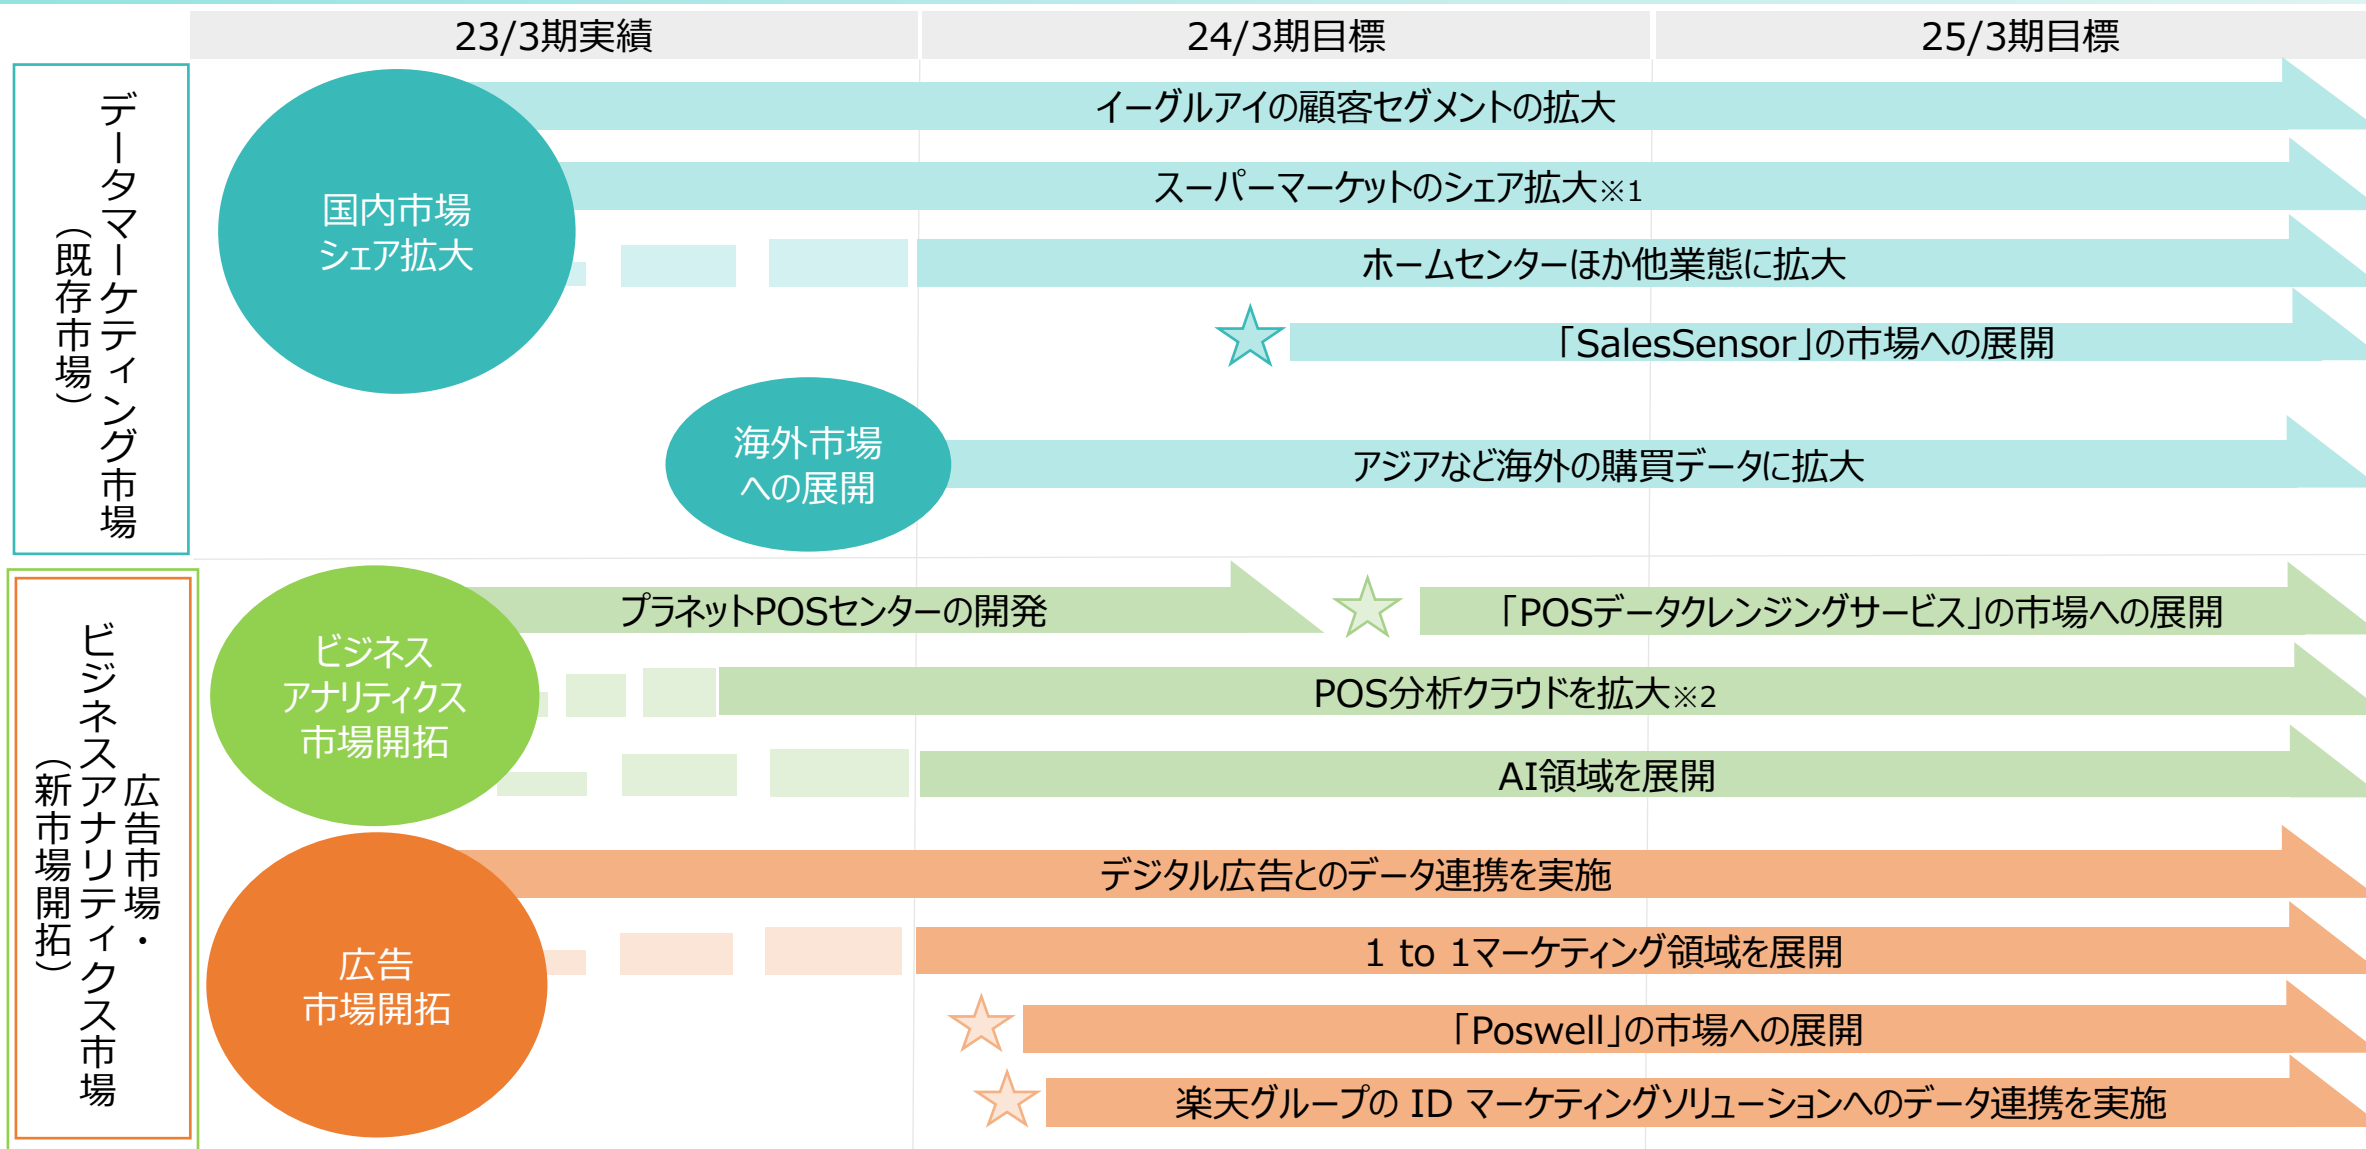 23/3期実績
24/3期目標
25/3期目標
データマーケティング市場
（既存市場）
国内市場
シェア拡大
イーグルアイの顧客セグメントの拡大
スーパーマーケットのシェア拡大※1
ホームセンターほか他業態に拡大
「SalesSensor」の市場への展開
海外市場
への展開
アジアなど海外の購買データに拡大
広告市場・
ビジネスアナリティクス市場
（新市場開拓）
ビジネス
アナリティクス
市場開拓
プラネットPOSセンターの開発
「POSデータクレンジングサービス」の市場への展開
POS分析クラウドを拡大※2
AI領域を展開
広告
市場開拓
デジタル広告とのデータ連携を実施
1 to 1マーケティング領域を展開
「Poswell」の市場への展開
楽天グループの ID マーケティングソリューションへのデータ連携を実施